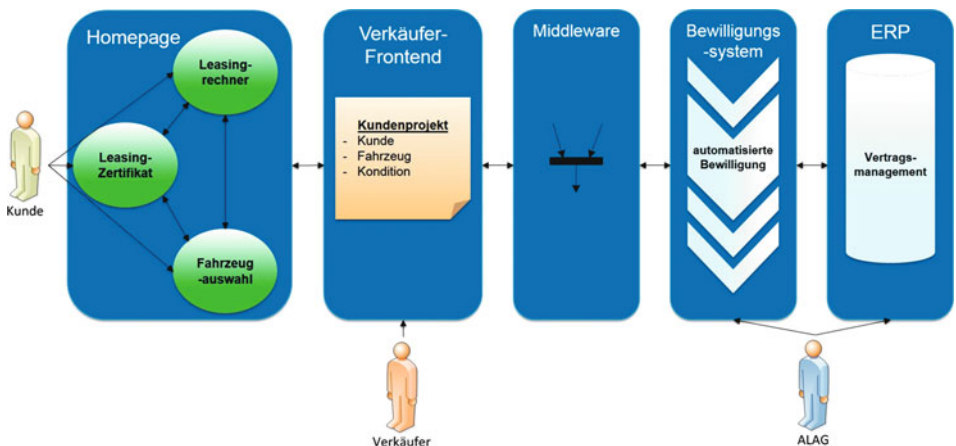 Homepage
Leasing-
rechner
Leasing-
Zertifikat
Fahrzeug
-auswahl
Kunde
Verkäufer-
Frontend
Kundenprojekt
- Kunde
- Fahrzeug
- Kondition
Verkäufer
Middleware
Bewilligungs
-system
automatisierte
Bewilligung
ERP
Vertrags-
management
ALAG